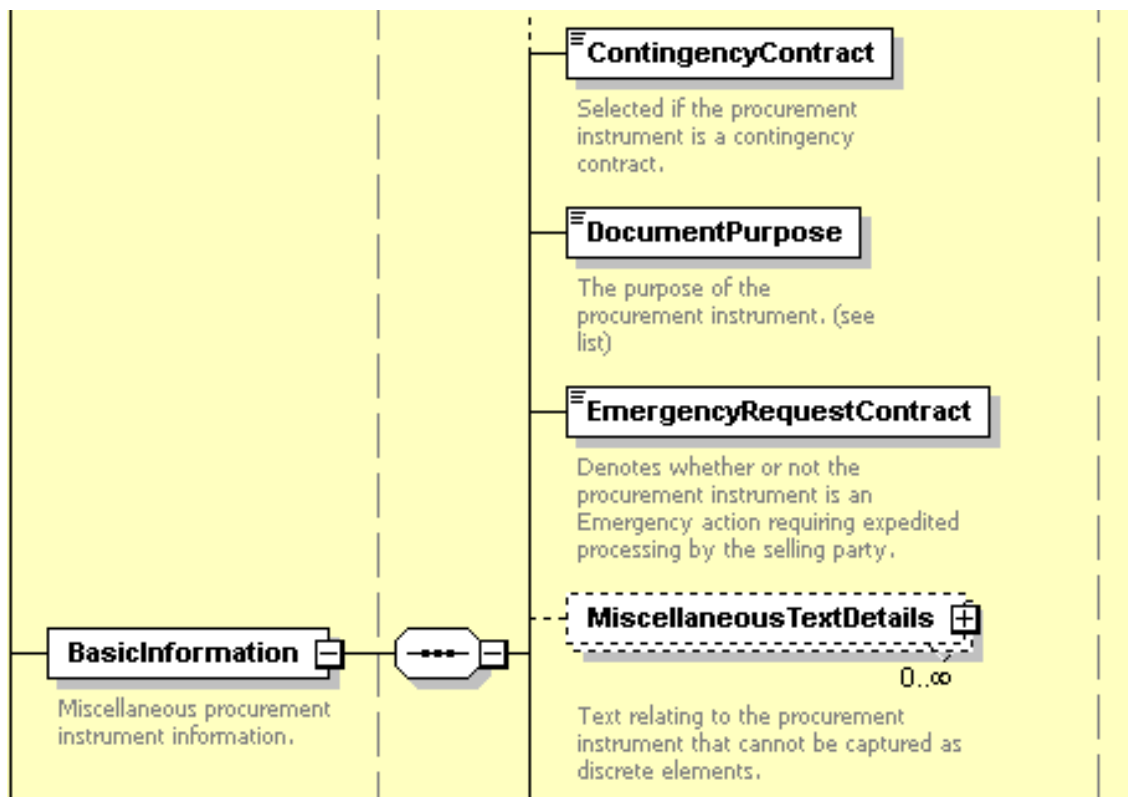 ContingencyContract
Selected if the procurement
instrument is a contingency
contract.
DocumentPurpose
The purpose of the
procurement instrument. (see
list)
EmergencyRequestContract
Denotes whether or not the
procurement instrument is an
Emergency action requiring expedited
processing by the selling party.
BasicInformation
Miscellaneous procurement
instrument information.
MiscellaneousTextDetails
0..∞
Text relating to the procurement
instrument that cannot be captured as
discrete elements.